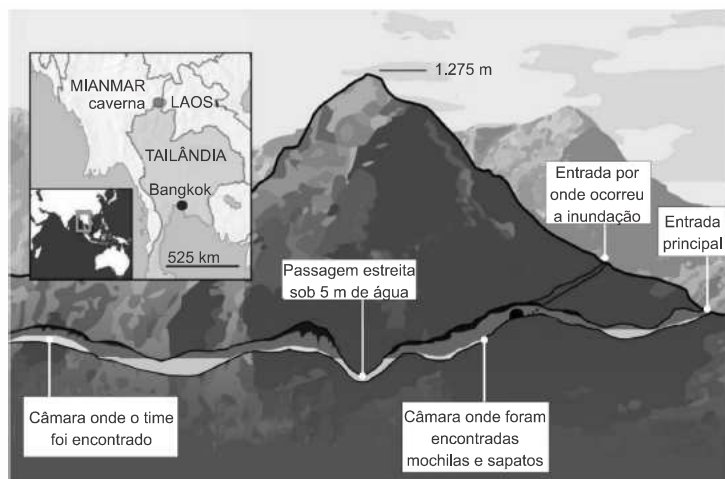 1.275 m
MIANMAR
caverna
LAOS
TAILÂNDIA
Bangkok
525 km
Entrada por
onde ocorreu
a inundação
Entrada
principal
Passagem estreita
sob 5 m de água
Câmara onde o time
foi encontrado
Câmara onde foram
encontradas
mochilas e sapatos